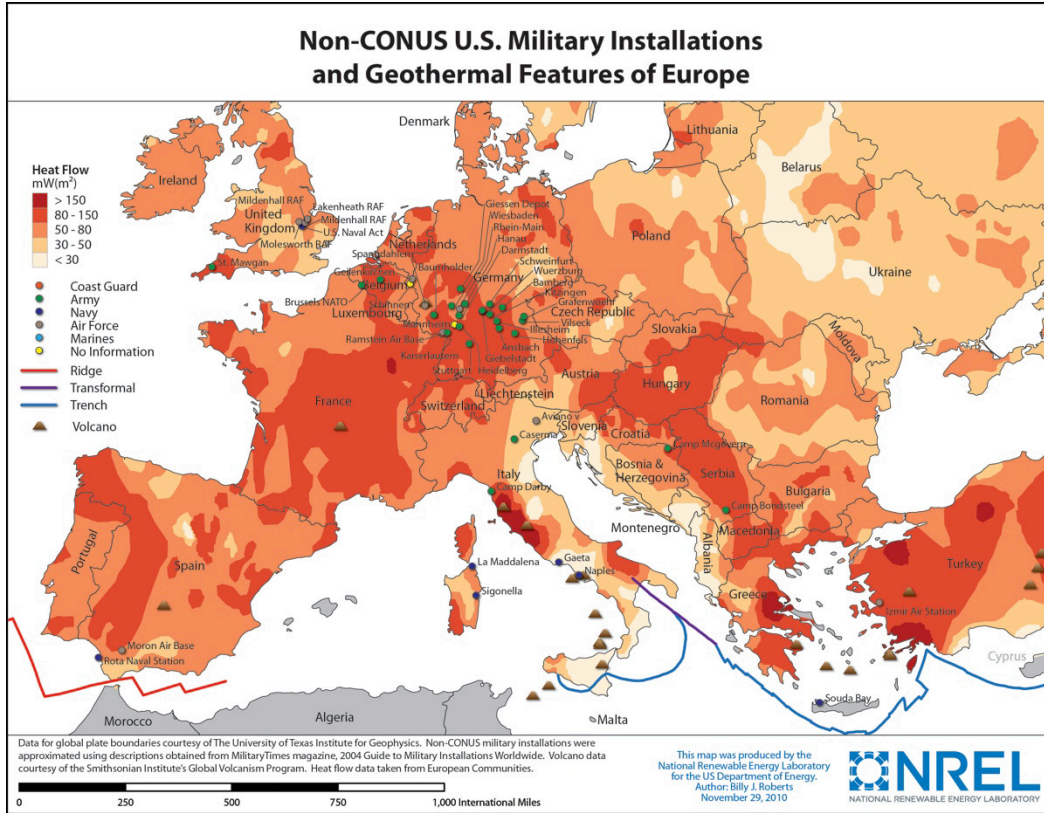 Non-CONUS U.S. Military Installations
and Geothermal Features of Europe
Heat Flow
mW(m²)
> 150
80 - 150
50 - 80
30 - 50
< 30
Coast Guard
Army
Navy
Air Force
Marines
No Information
Ridge
Transformal
Trench
Volcano
Denmark
Lithuania
Belarus
Ireland
Mildenhall RAF
Lakenheath RAF
United
Kingdom
Mildenhall RAF
U.S. Naval Act
Molesworth RAF
St. Mawgan
Netherlands
Spangdahlem
Geilenkirchen
Belgium
Brussels NATO
Luxembourg
Schinnen
Baumholder
Germany
Giessen Depot
Wiesbaden
Rhein-Main
Hanau
Darmstadt
Schweinfurt
Wuerzburg
Bamberg
Kitzingen
Grafenwoehr
Czech Republic
Vilseck
Illesheim
Hohenfels
Ansbach
Giebelstadt
Heidelberg
Mannheim
Ramstein Air Base
Kaiserlautern
Stuttgart
Poland
Ukraine
Slovakia
Moldova
Austria
Hungary
Liechtenstein
Switzerland
France
Romania
Aviano v
Slovenia
Caserma
Croatia
Camp Mcgovern
Bosnia &
Herzegovina
Serbia
Italy
Camp Darby
Bulgaria
Camp Bondsteel
Montenegro
Macedonia
Albania
Portugal
Spain
La Maddalena
Gaeta
Naples
Sigonella
Greece
Turkey
Izmir Air Station
Moron Air Base
Rota Naval Station
Cyprus
Souda Bay
Morocco
Algeria
Malta
Data for global plate boundaries courtesy of The University of Texas Institute for Geophysics. Non-CONUS military installations were
approximated using descriptions obtained from MilitaryTimes magazine, 2004 Guide to Military Installations Worldwide. Volcano data
courtesy of the Smithsonian Institute's Global Volcanism Program. Heat flow data taken from European Communities.
0 250 500 750 1,000 International Miles
This map was produced by the
National Renewable Energy Laboratory
for the US Department of Energy.
Author: Billy J. Roberts
November 29, 2010
NREL
NATIONAL RENEWABLE ENERGY LABORATORY